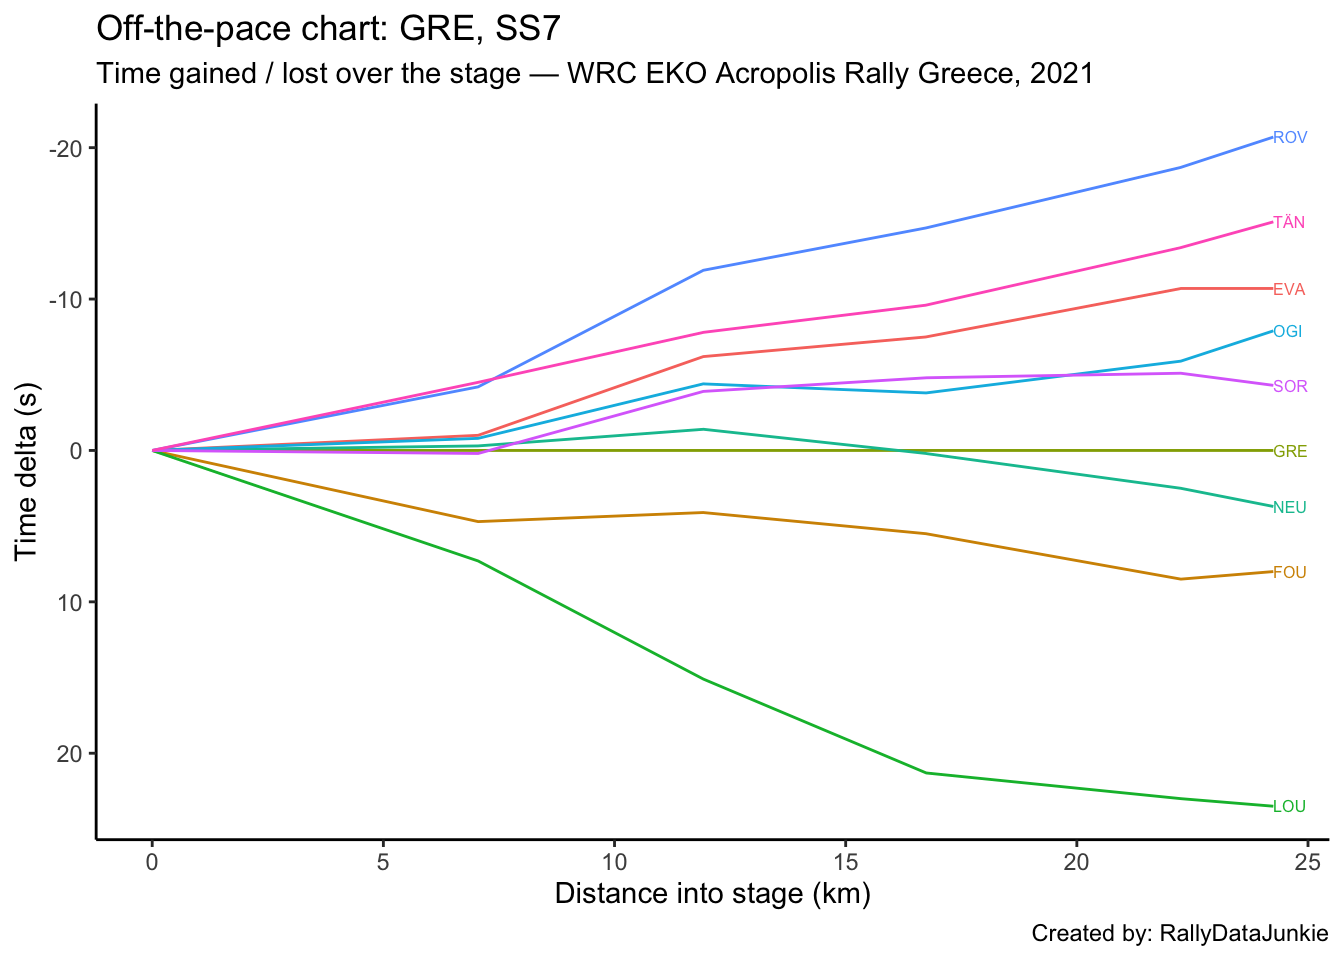 Off-the-pace chart: GRE, SS7
Time gained / lost over the stage — WRC EKO Acropolis Rally Greece, 2021
Time delta (s)
-20
-10
0
10
20
ROV
TÄN
EVA
OGI
SOR
GRE
NEU
FOU
LOU
0 5 10 15 20 25
Distance into stage (km)
Created by: RallyDataJunkie